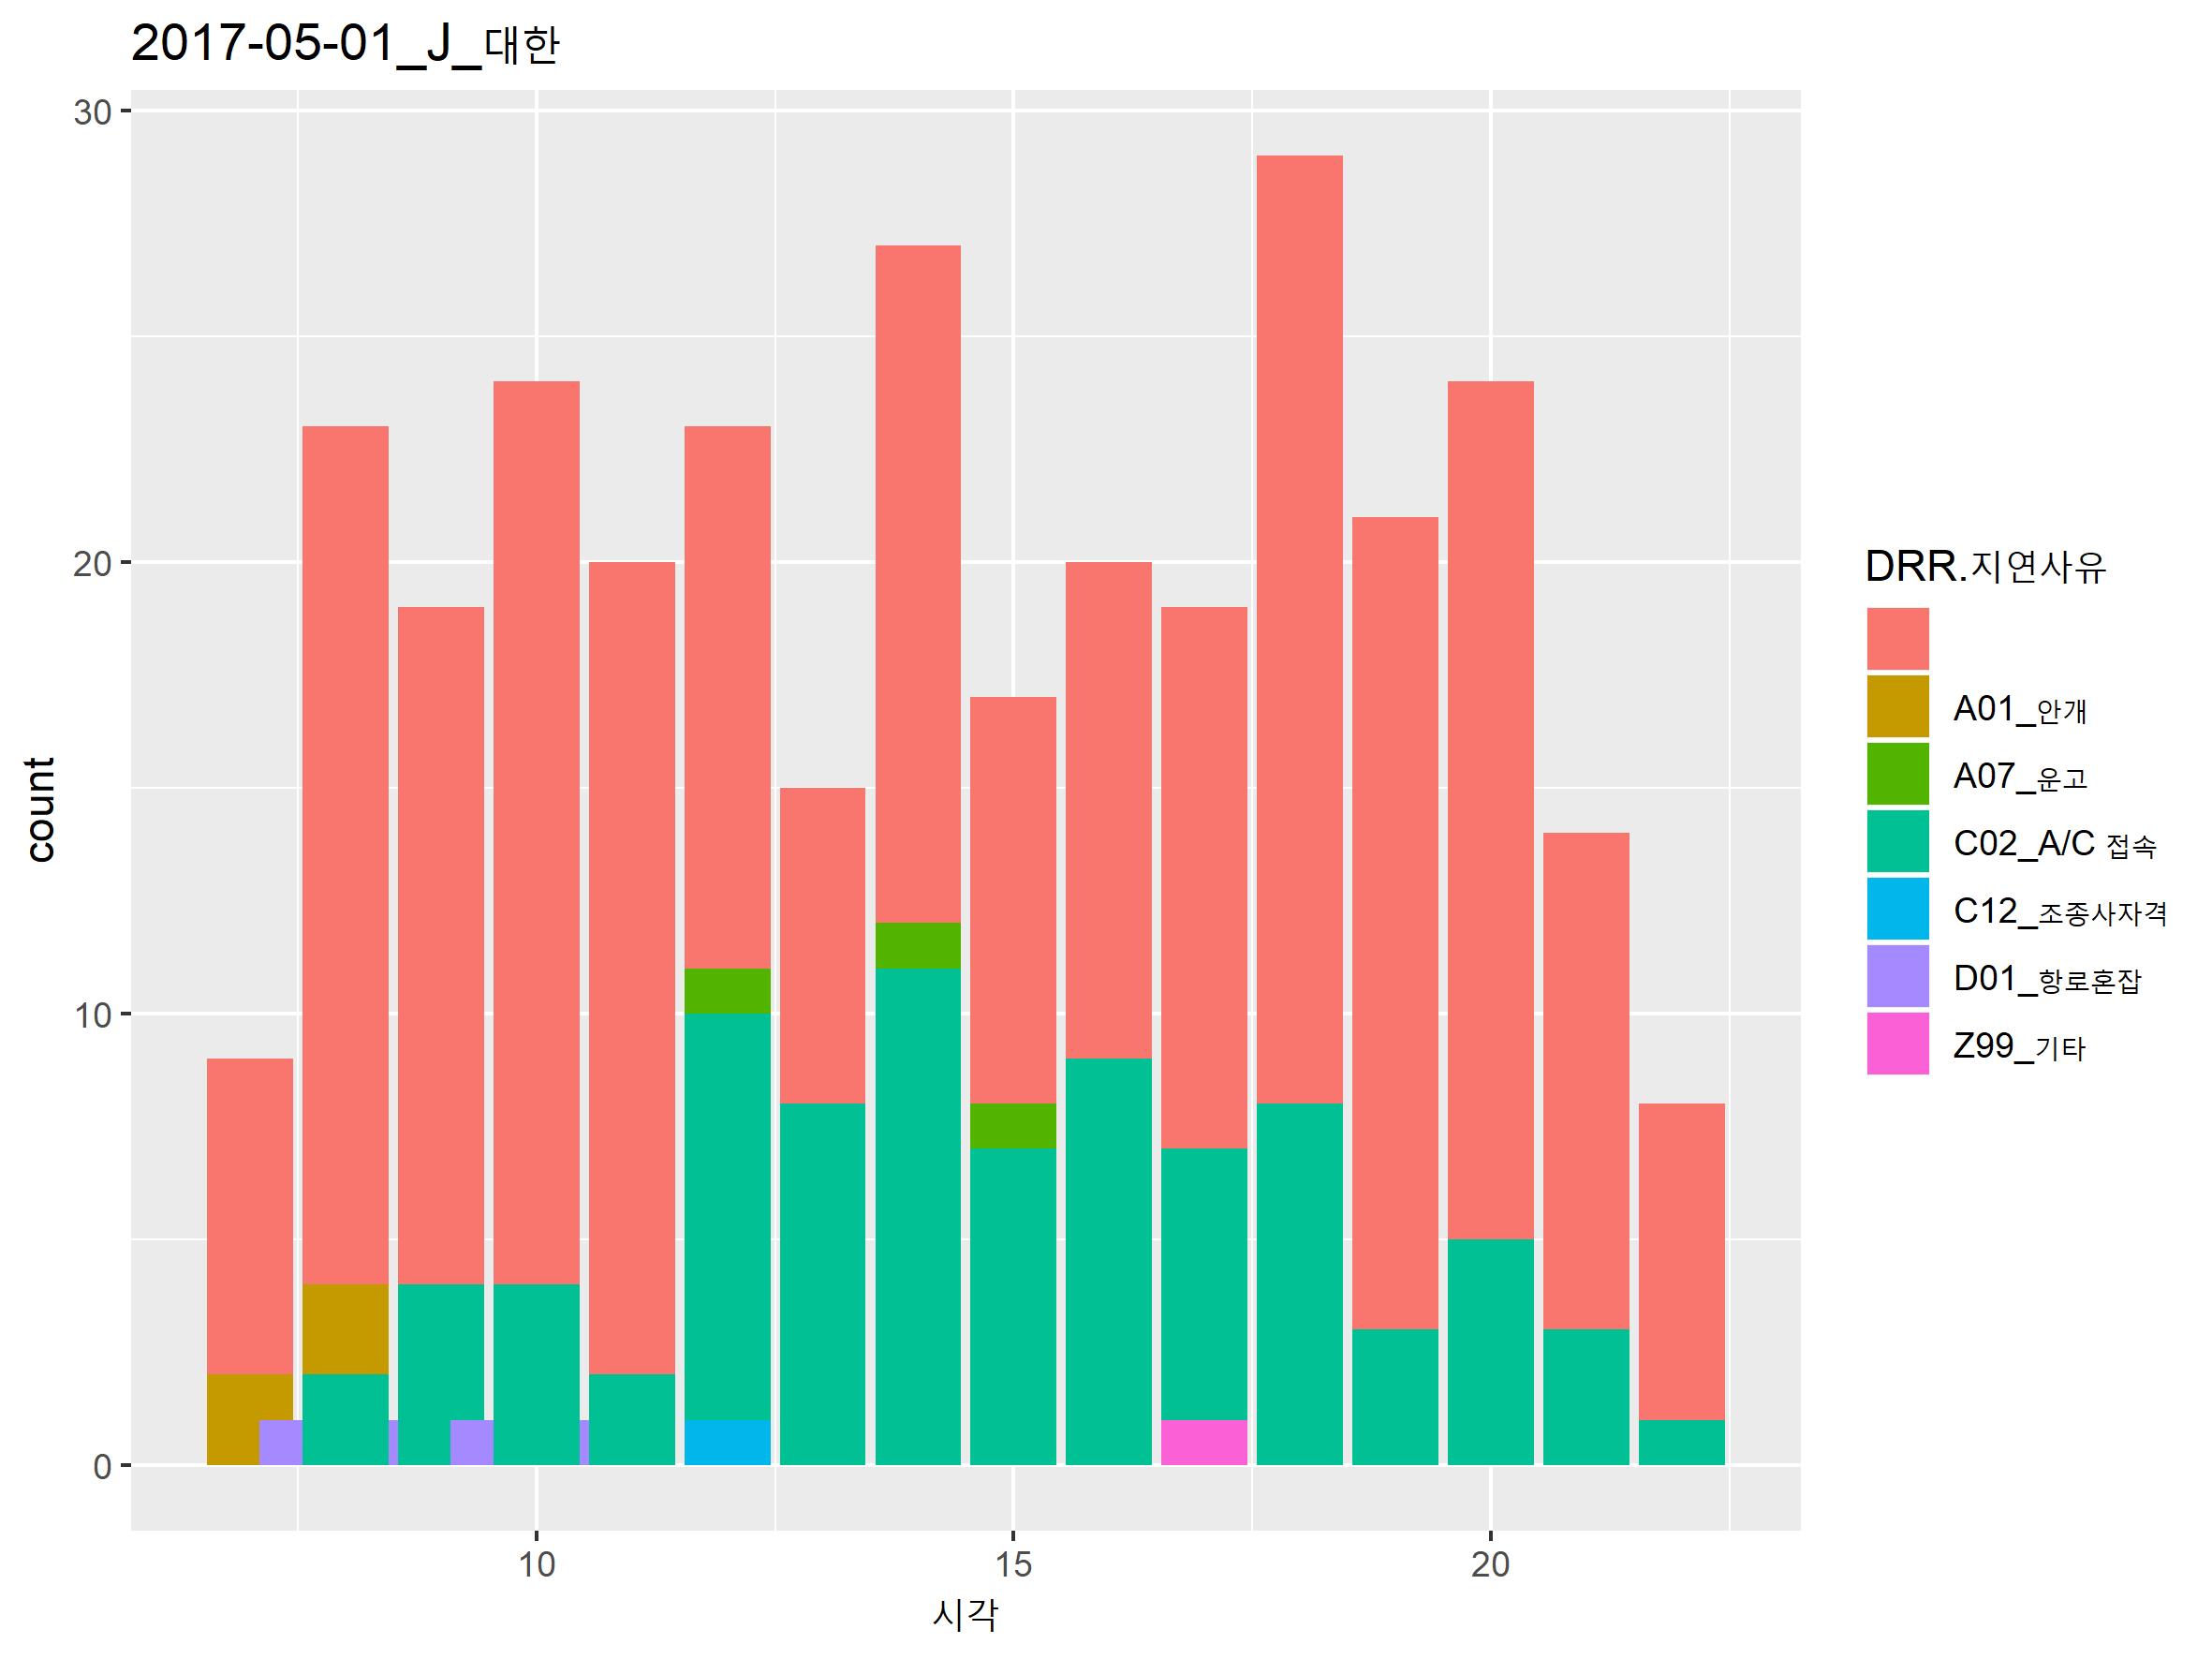 2017-05-01_J_대한
30
20
10
0
count
10 15 20
시각
DRR.지연사유
A01_안개
A07_운고
C02_A/C 접속
C12_조종사자격
D01_항로혼잡
Z99_기타